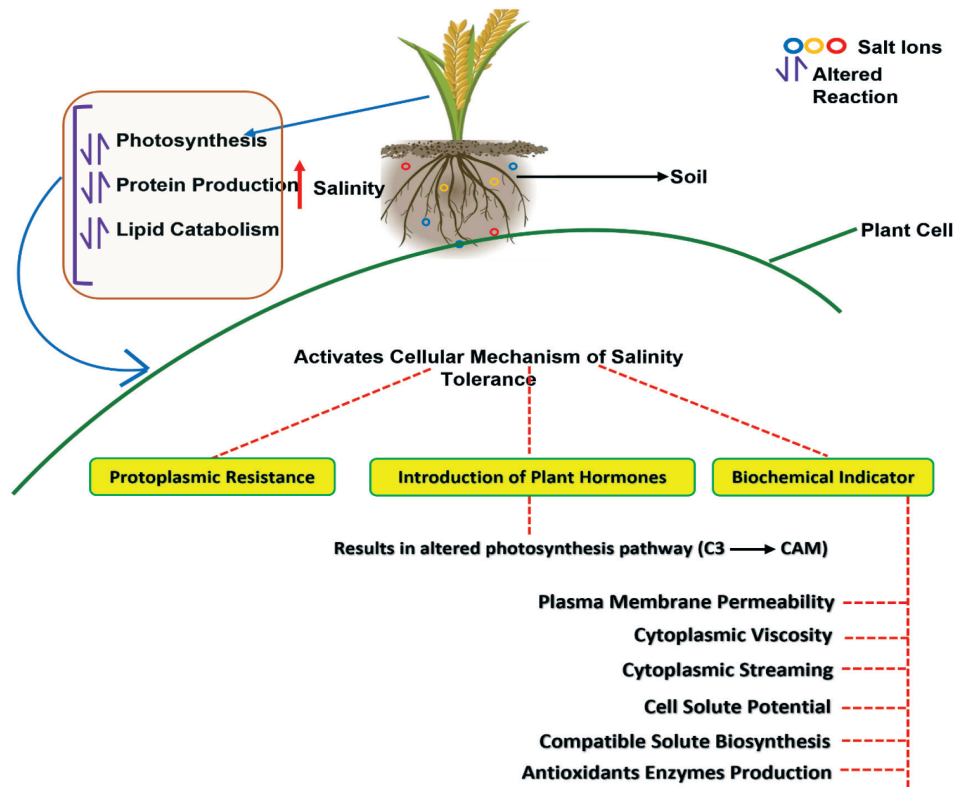 Salt Ions
Altered
Reaction
Photosynthesis
Protein Production
Salinity
Lipid Catabolism
Soil
Plant Cell
Activates Cellular Mechanism of Salinity
Tolerance
Protoplasmic Resistance
Introduction of Plant Hormones
Biochemical Indicator
Results in altered photosynthesis pathway (C3 → CAM)
Plasma Membrane Permeability
Cytoplasmic Viscosity
Cytoplasmic Streaming
Cell Solute Potential
Compatible Solute Biosynthesis
Antioxidants Enzymes Production